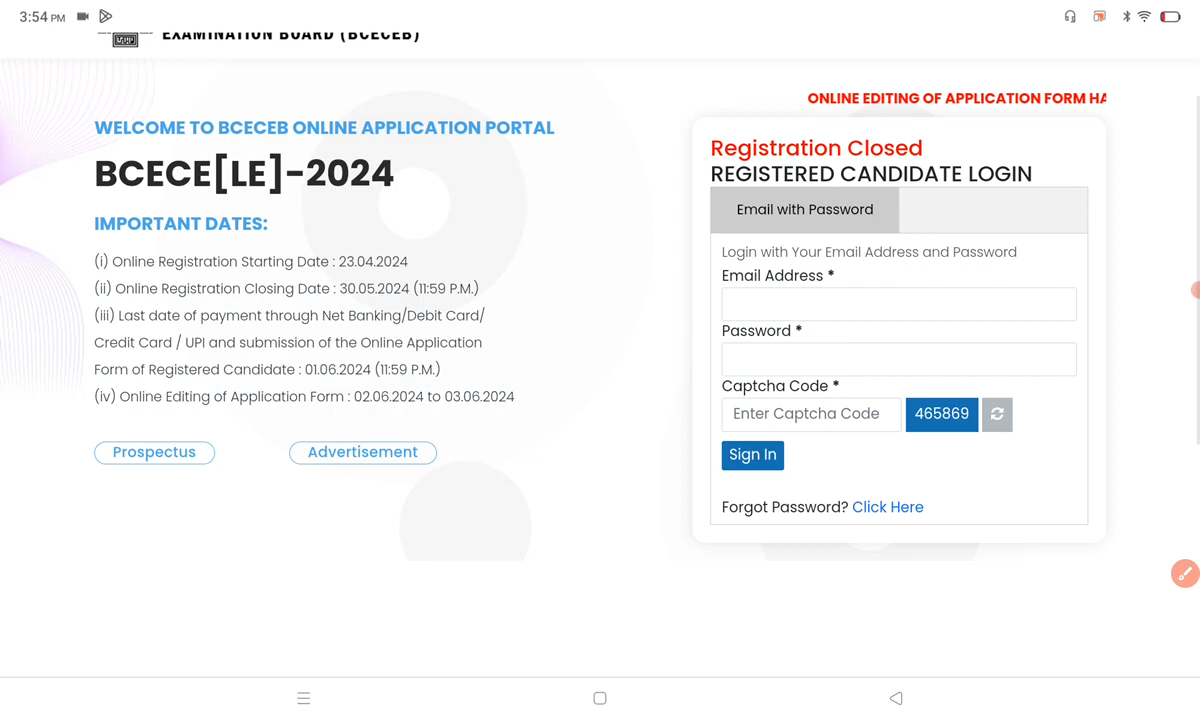 3:54 PM
EXAMINATION BOARD (BCECEB)
ONLINE EDITING OF APPLICATION FORM HA
WELCOME TO BCECEB ONLINE APPLICATION PORTAL
BCECE[LE]-2024
IMPORTANT DATES:
(i) Online Registration Starting Date : 23.04.2024
(ii) Online Registration Closing Date : 30.05.2024 (11:59 P.M.)
(iii) Last date of payment through Net Banking/Debit Card/
Credit Card / UPI and submission of the Online Application
Form of Registered Candidate : 01.06.2024 (11:59 P.M.)
(iv) Online Editing of Application Form : 02.06.2024 to 03.06.2024
Prospectus
Advertisement
Registration Closed
REGISTERED CANDIDATE LOGIN
Email with Password
Login with Your Email Address and Password
Email Address *
Password *
Captcha Code *
Enter Captcha Code
465869
Sign In
Forgot Password? Click Here